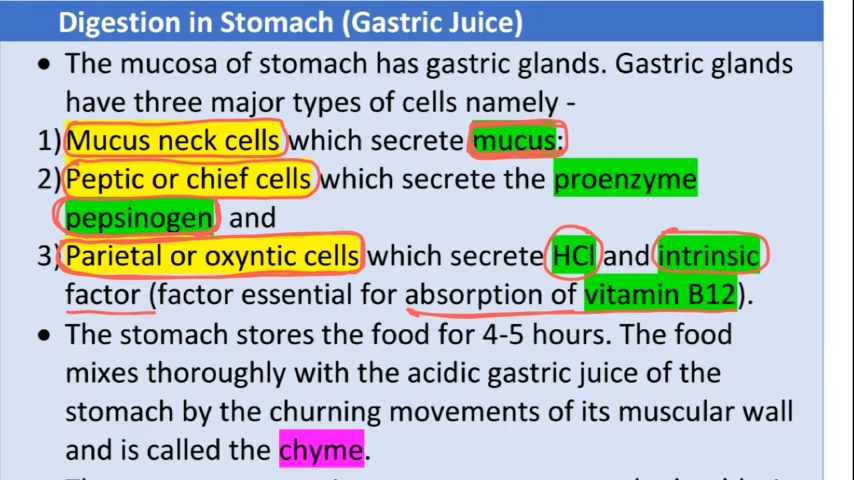 Digestion in Stomach (Gastric Juice)
• The mucosa of stomach has gastric glands. Gastric glands
have three major types of cells namely -
1) Mucus neck cells which secrete mucus:
2) Peptic or chief cells which secrete the proenzyme
pepsinogen and
3) Parietal or oxyntic cells which secrete HCl and intrinsic
factor (factor essential for absorption of vitamin B12).
• The stomach stores the food for 4-5 hours. The food
mixes thoroughly with the acidic gastric juice of the
stomach by the churning movements of its muscular wall
and is called the chyme.